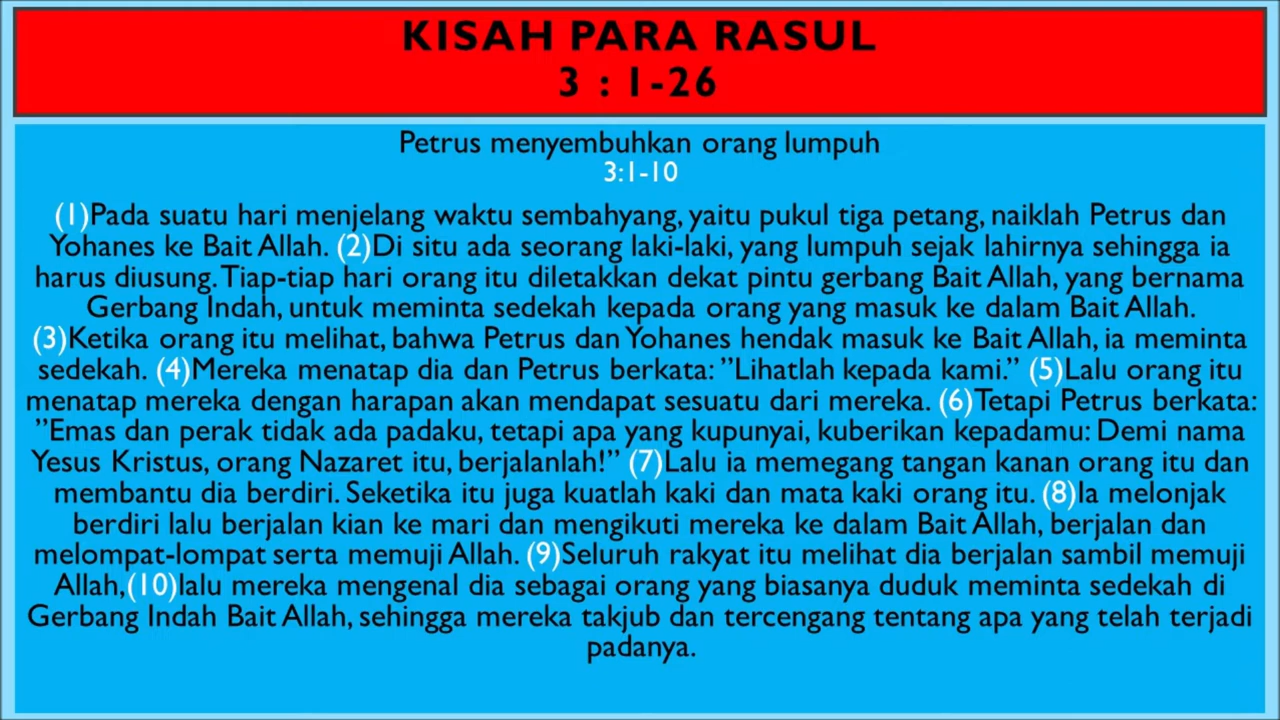 KISAH PARA RASUL
3 : 1-26
Petrus menyembuhkan orang lumpuh
3:1-10
(1)Pada suatu hari menjelang waktu sembahyang, yaitu pukul tiga petang, naiklah Petrus dan
Yohanes ke Bait Allah. (2)Di situ ada seorang laki-laki, yang lumpuh sejak lahirnya sehingga ia
harus diusung. Tiap-tiap hari orang itu diletakkan dekat pintu gerbang Bait Allah, yang bernama
Gerbang Indah, untuk meminta sedekah kepada orang yang masuk ke dalam Bait Allah.
(3)Ketika orang itu melihat, bahwa Petrus dan Yohanes hendak masuk ke Bait Allah, ia meminta
sedekah. (4)Mereka menatap dia dan Petrus berkata: ”Lihatlah kepada kami.” (5)Lalu orang itu
menatap mereka dengan harapan akan mendapat sesuatu dari mereka. (6)Tetapi Petrus berkata:
”Emas dan perak tidak ada padaku, tetapi apa yang kupunyai, kuberikan kepadamu: Demi nama
Yesus Kristus, orang Nazaret itu, berjalanlah!” (7)Lalu ia memegang tangan kanan orang itu dan
membantu dia berdiri. Seketika itu juga kuatlah kaki dan mata kaki orang itu. (8)Ia melonjak
berdiri lalu berjalan kian ke mari dan mengikuti mereka ke dalam Bait Allah, berjalan dan
melompat-lompat serta memuji Allah. (9)Seluruh rakyat itu melihat dia berjalan sambil memuji
Allah,(10)lalu mereka mengenal dia sebagai orang yang biasanya duduk meminta sedekah di
Gerbang Indah Bait Allah, sehingga mereka takjub dan tercengang tentang apa yang telah terjadi
padanya.